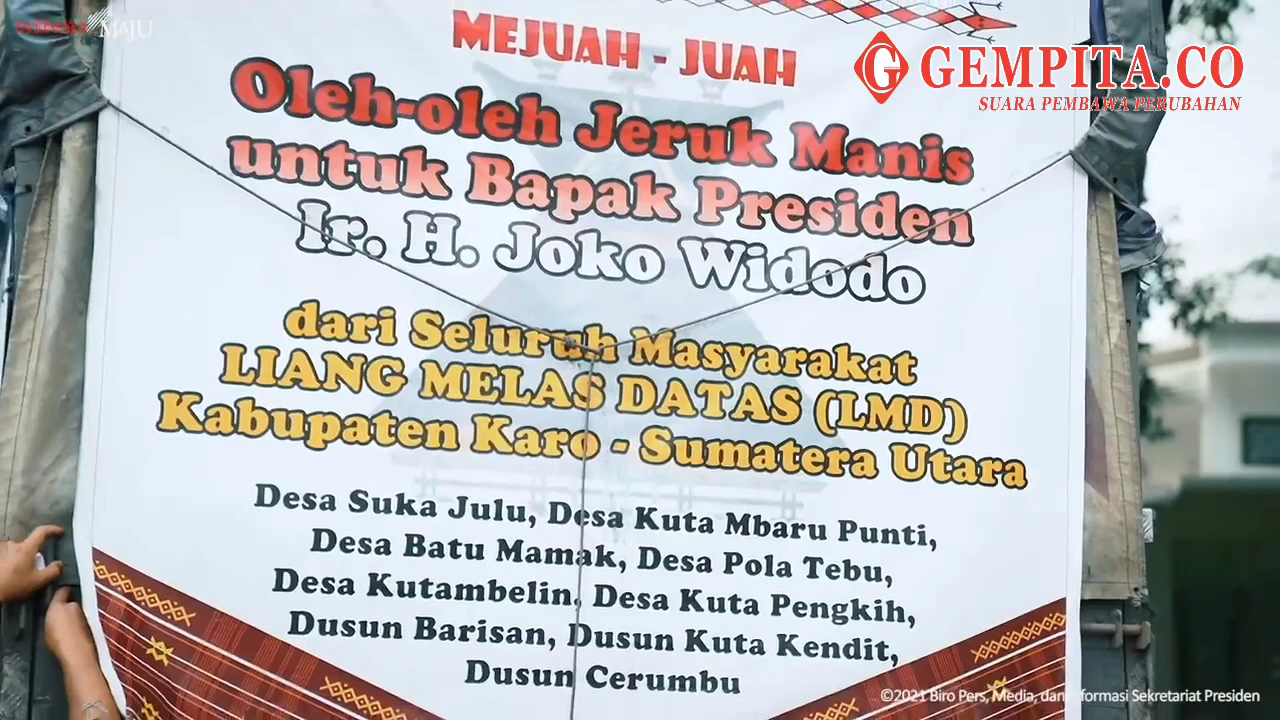 MAJU
GEMPITA.CO
SUARA PEMBAWA PERUBAHAN
MEJUAH - JUAH
Oleh-oleh Jeruk Manis
untuk Bapak Presiden
Ir. H. Joko Widodo
dari Seluruh Masyarakat
LIANG MELAS DATAS (LMD)
Kabupaten Karo - Sumatera Utara
Desa Suka Julu, Desa Kuta Mbaru Punti,
Desa Batu Mamak, Desa Pola Tebu,
Desa Kutambelin, Desa Kuta Pengkih,
Dusun Barisan, Dusun Kuta Kendit,
Dusun Cerumbu
©2021 Biro Pers, Media, dan Informasi Sekretariat Presiden